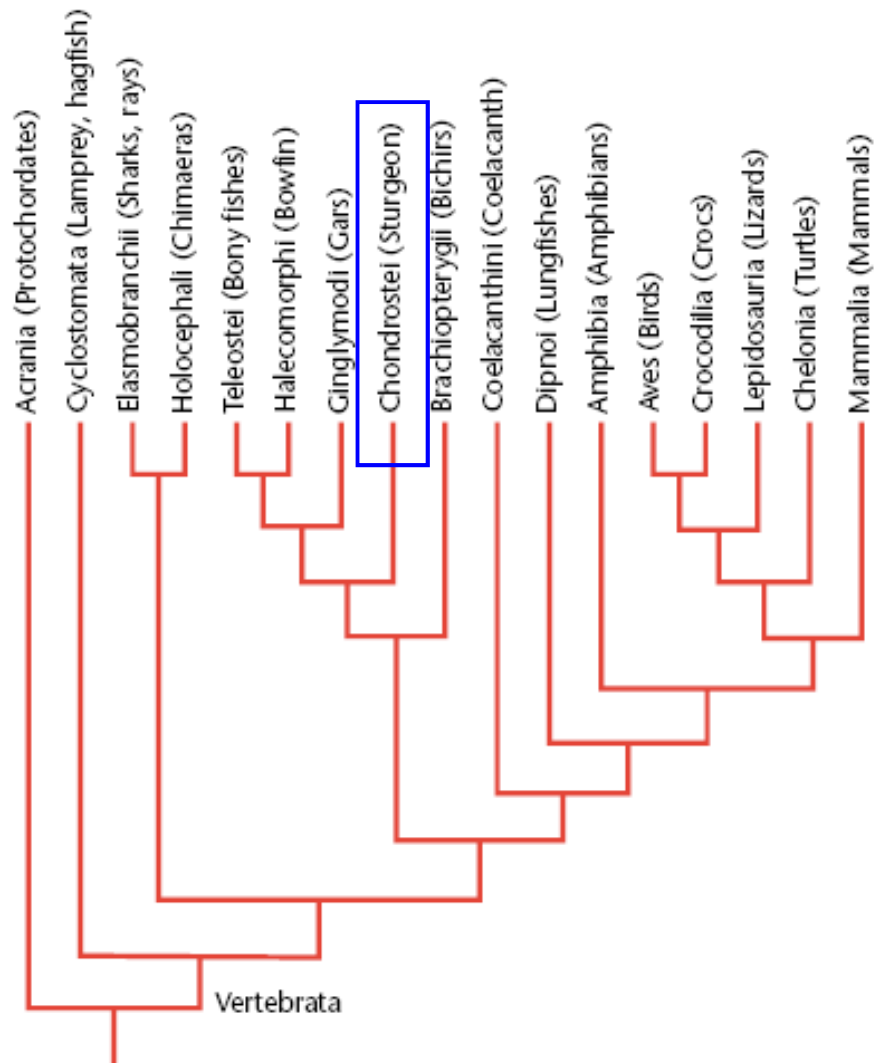 Acrania (Protochordates)
Cyclostomata (Lamprey, hagfish)
Elasmobranchii (Sharks, rays)
Holocephali (Chimaeras)
Teleostei (Bony fishes)
Halecomorphi (Bowfin)
Ginglymodi (Gars)
Chondrostei (Sturgeon)
Brachiopterygii (Bichirs)
Coelacanthini (Coelacanth)
Dipnoi (Lungfishes)
Amphibia (Amphibians)
Aves (Birds)
Crocodilia (Crocs)
Lepidosauria (Lizards)
Chelonia (Turtles)
Mammalia (Mammals)
Vertebrata